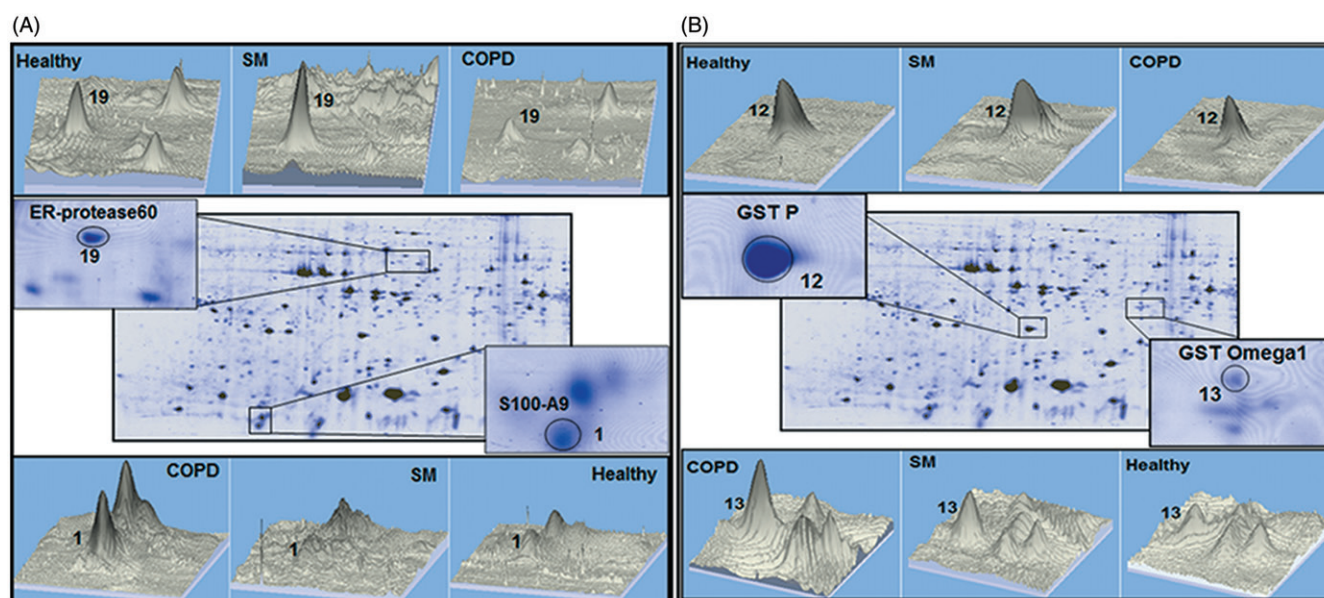 (A)
Healthy SM COPD
19 19 19
ER-protease60
19
S100-A9
1
COPD SM Healthy
1 1 1
(B)
Healthy SM COPD
12 12 12
GST P
12
GST Omega1
13
COPD SM Healthy
13 13 13